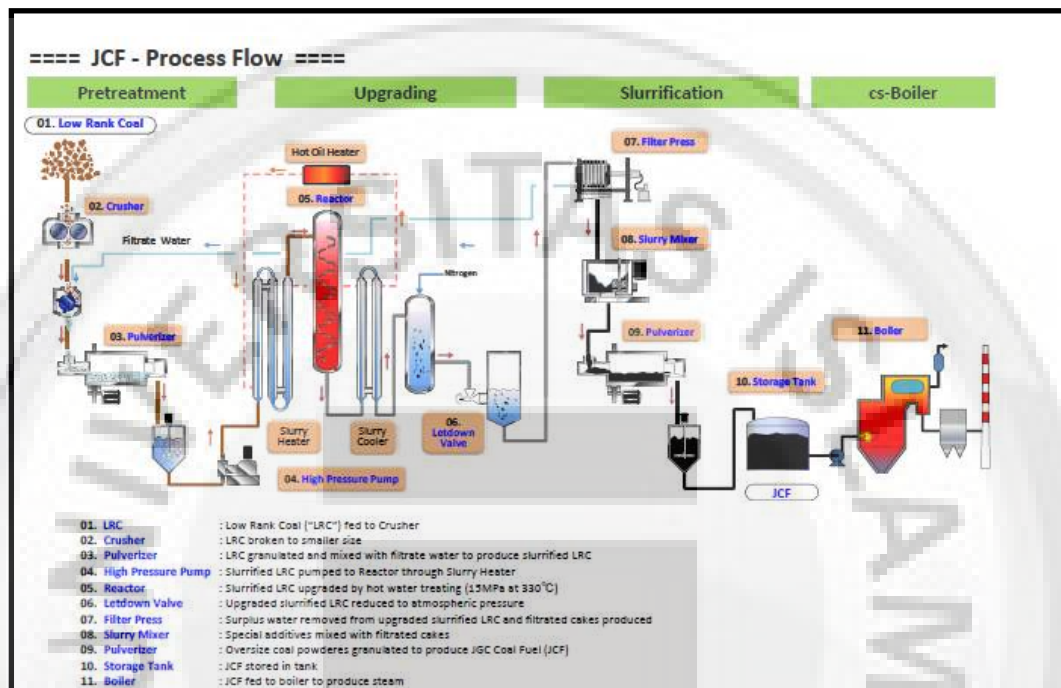 ==== JCF - Process Flow ====
Pretreatment Upgrading Slurrification cs-Boiler
01. Low Rank Coal
Hot Oil Heater
07. Filter Press
05. Reactor
02. Crusher
Filtrate Water
08. Slurry Mixer
Nitrogen
03. Pulverizer
09. Pulverizer
11. Boiler
10. Storage Tank
Slurry Heater
Slurry Cooler
06. Letdown Valve
04. High Pressure Pump
JCF
01. LRC : Low Rank Coal ("LRC") fed to Crusher
02. Crusher : LRC broken to smaller size
03. Pulverizer : LRC granulated and mixed with filtrate water to produce slurrified LRC
04. High Pressure Pump : Slurrified LRC pumped to Reactor through Slurry Heater
05. Reactor : Slurrified LRC upgraded by hot water treating (15MPa at 330℃)
06. Letdown Valve : Upgraded slurrified LRC reduced to atmospheric pressure
07. Filter Press : Surplus water removed from upgraded slurrified LRC and filtrated cakes produced
08. Slurry Mixer : Special additives mixed with filtrated cakes
09. Pulverizer : Oversize coal powderes granulated to produce JGC Coal Fuel (JCF)
10. Storage Tank : JCF stored in tank
11. Boiler : JCF fed to boiler to produce steam